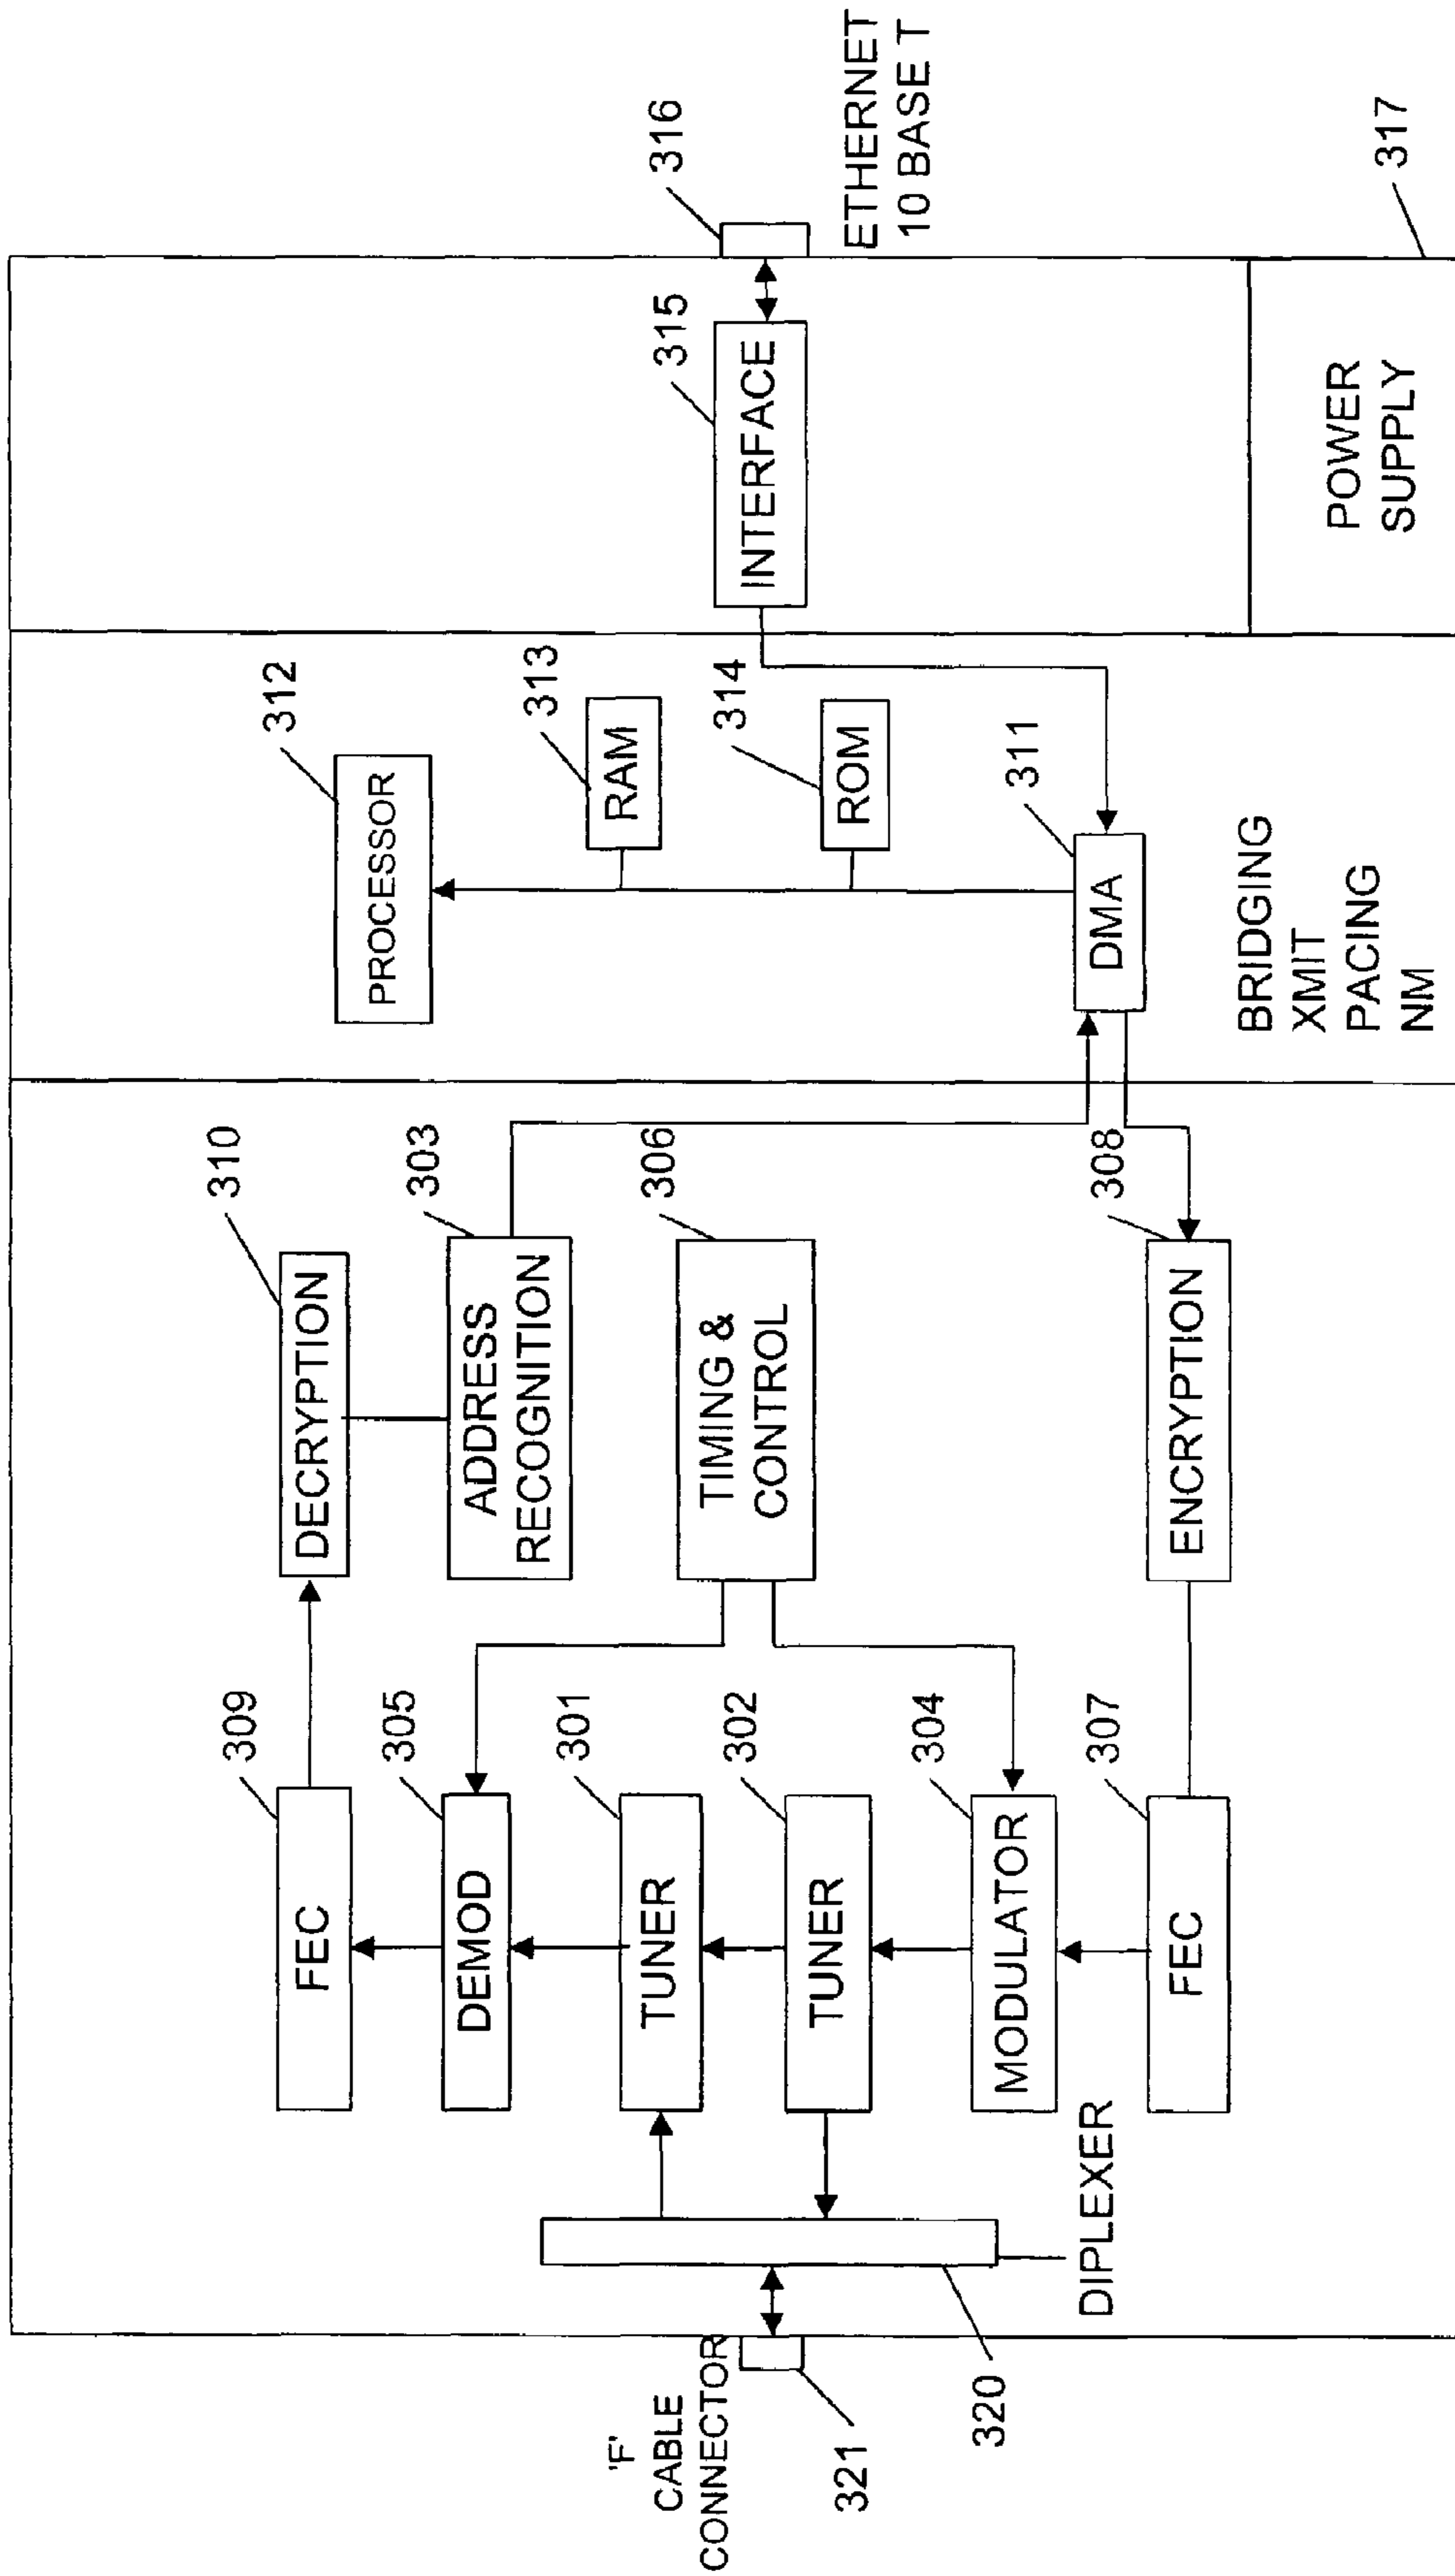 'F'
CABLE
CONNECTOR
321
320
DIPLEXER
FEC
309
DEMOD
305
TUNER
301
TUNER
302
MODULATOR
304
FEC
307
DECRYPTION
310
ADDRESS
RECOGNITION
303
TIMING &
CONTROL
306
ENCRYPTION
308
PROCESSOR
312
RAM
313
ROM
314
DMA
311
BRIDGING
XMIT
PACING
NM
INTERFACE
315
316
ETHERNET
10 BASE T
POWER
SUPPLY
317